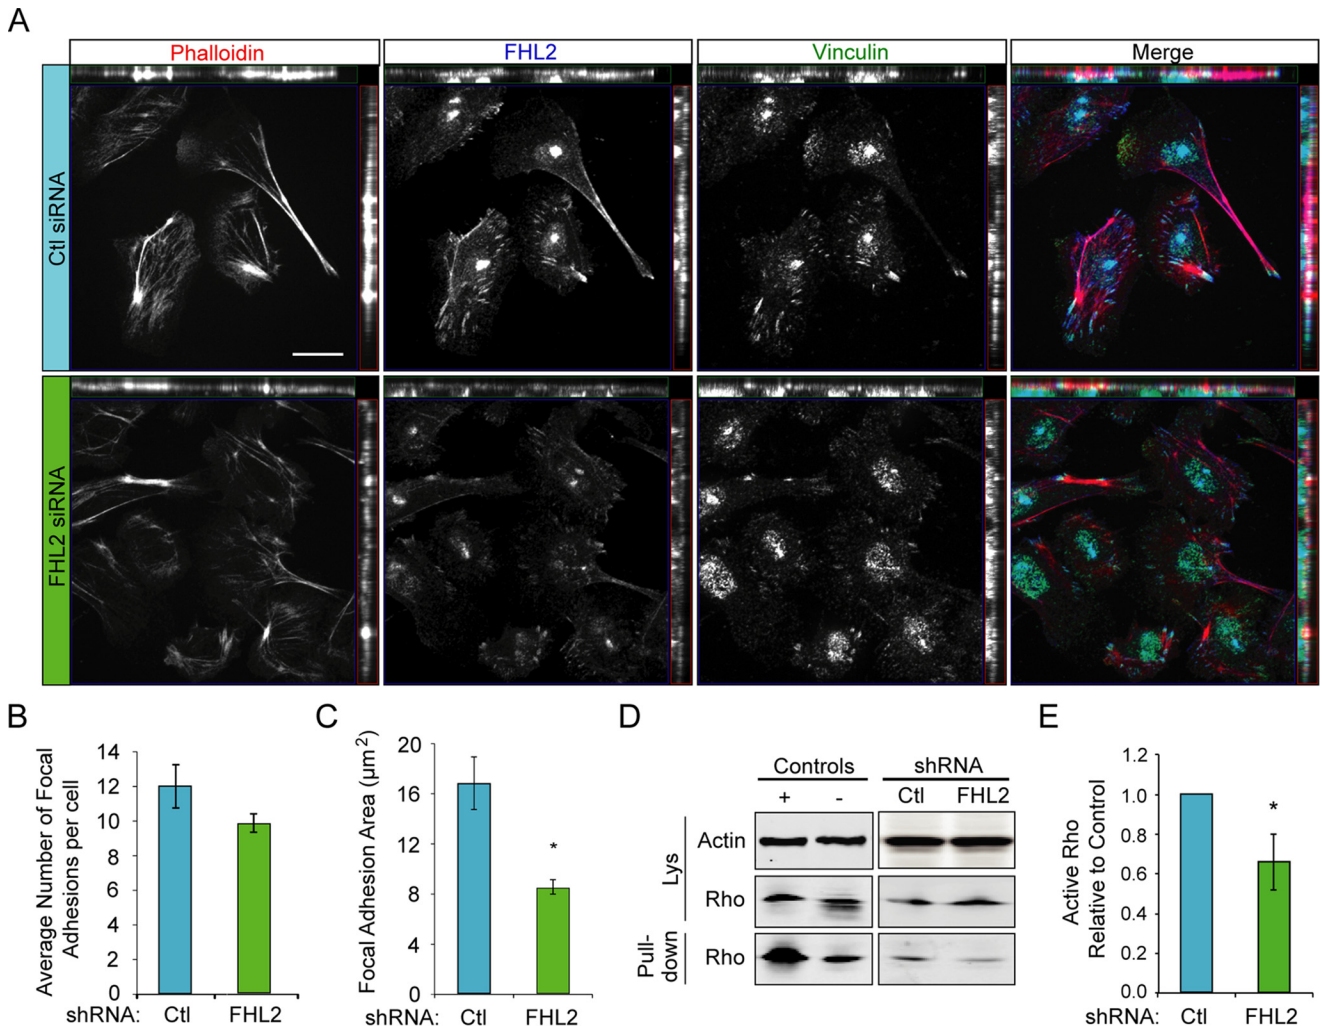 A
Phalloidin
FHL2
Vinculin
Merge
Ctl siRNA
FHL2 siRNA
B
Average Number of Focal
Adhesions per cell
14
12
10
8
6
4
2
0
shRNA:
Ctl
FHL2
C
Focal Adhesion Area (µm²)
20
16
12
8
4
0
*
shRNA:
Ctl
FHL2
D
Controls
shRNA
+
-
Ctl
FHL2
Lys
Actin
Rho
Pull-
down
Rho
E
Active Rho
Relative to Control
1.2
1.0
0.8
0.6
0.4
0.2
0.0
*
shRNA:
Ctl
FHL2